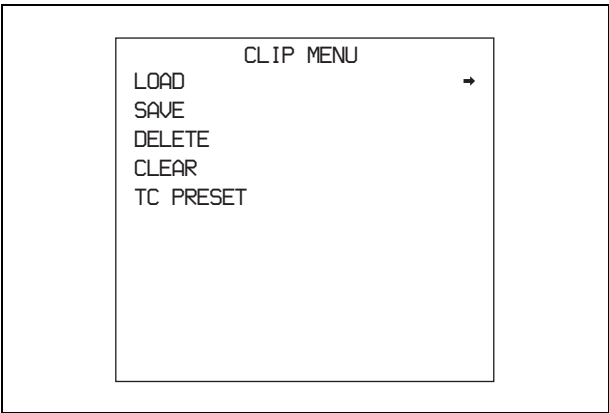 CLIP MENU
LOAD ➡
SAVE
DELETE
CLEAR
TC PRESET